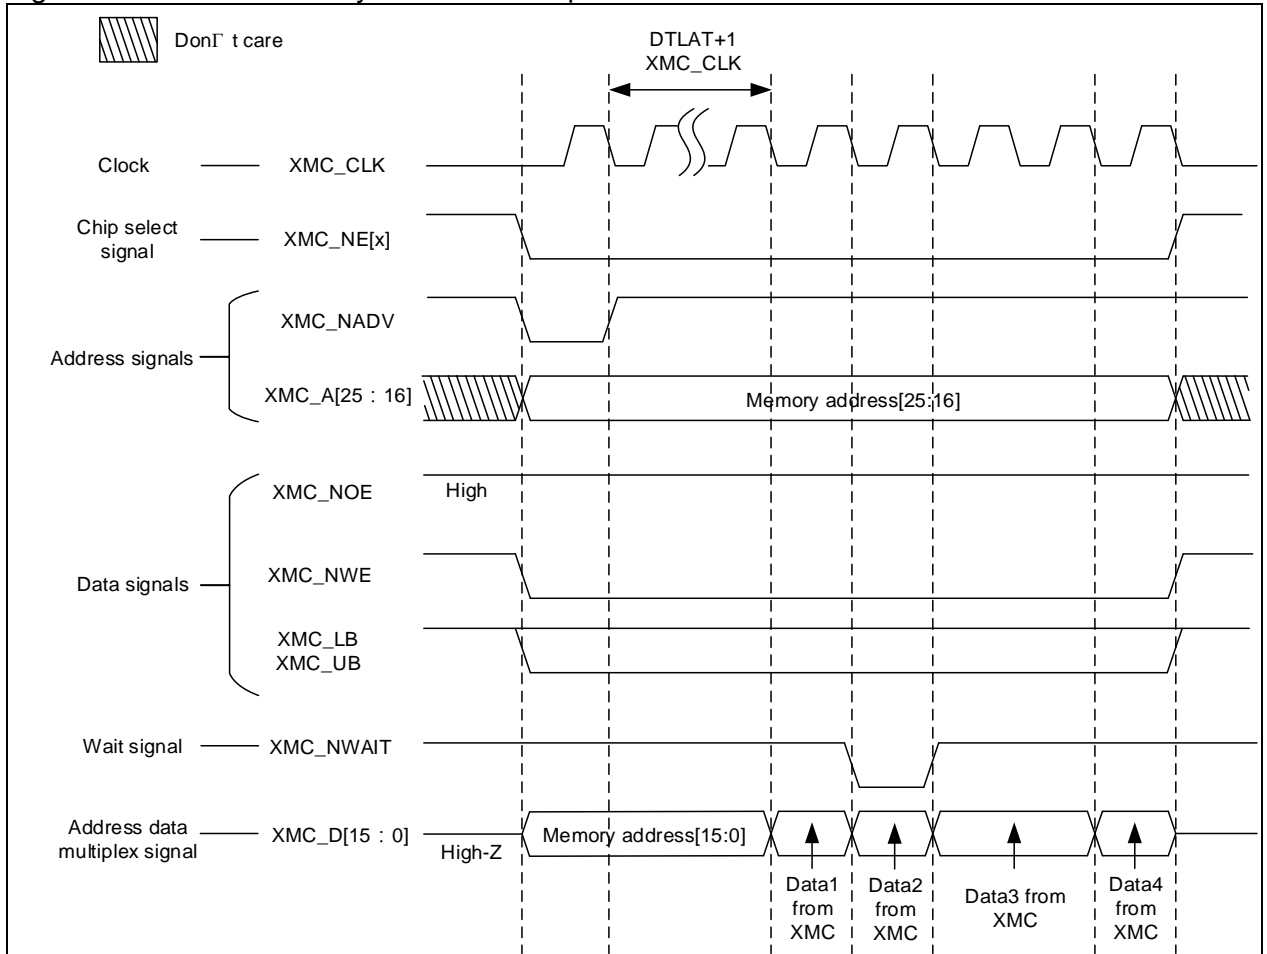 DonΓ t care
DTLAT+1
XMC_CLK
Clock
XMC_CLK
Chip select
signal
XMC_NE[x]
Address signals
XMC_NADV
XMC_A[25 : 16]
Memory address[25:16]
Data signals
XMC_NOE
High
XMC_NWE
XMC_LB
XMC_UB
Wait signal
XMC_NWAIT
Address data
multiplex signal
XMC_D[15 : 0]
High-Z
Memory address[15:0]
Data1
from
XMC
Data2
from
XMC
Data3 from
XMC
Data4
from
XMC